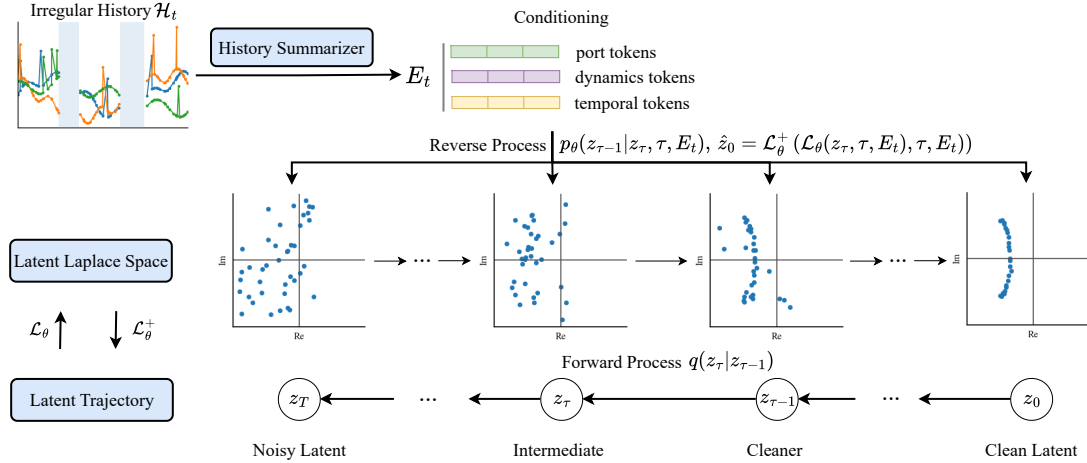 Irregular History $\mathcal{H}_t$
History Summarizer
Conditioning
$E_t$
port tokens
dynamics tokens
temporal tokens
Reverse Process $p_\theta(z_{\tau-1}|z_\tau, \tau, E_t),\ \hat{z}_0 = \mathcal{L}_\theta^+ (\mathcal{L}_\theta(z_\tau, \tau, E_t), \tau, E_t))$
Latent Laplace Space
Im
Re
Im
Re
Im
Re
Im
Re
$\mathcal{L}_\theta$
$\mathcal{L}_\theta^+$
Forward Process $q(z_\tau|z_{\tau-1})$
Latent Trajectory
$z_T$ ... $z_\tau$ $z_{\tau-1}$ ... $z_0$
Noisy Latent
Intermediate
Cleaner
Clean Latent